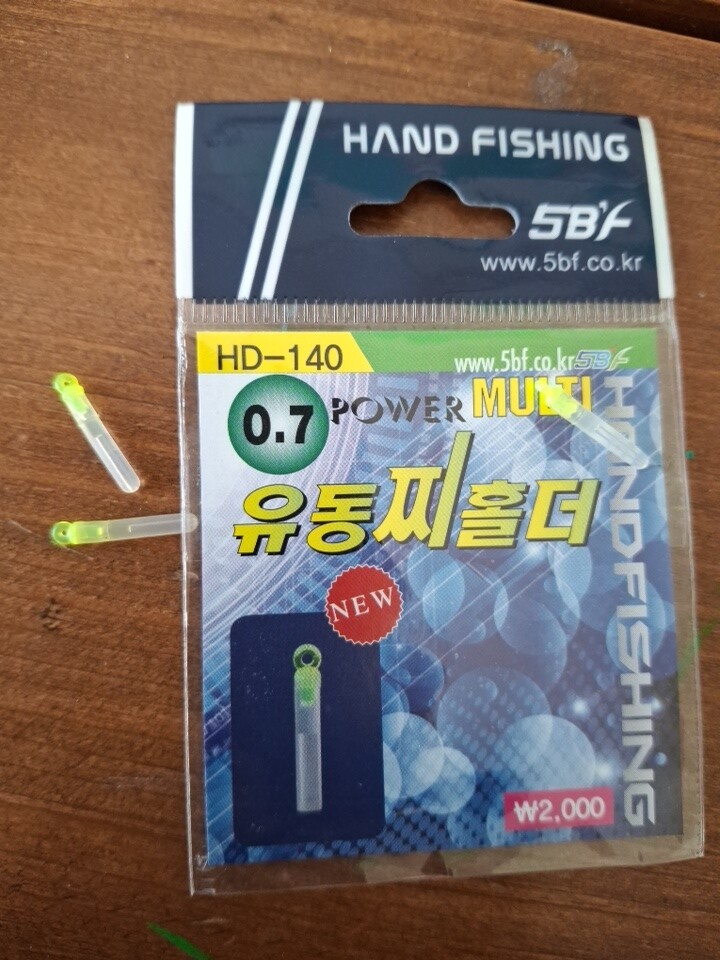 HAND FISHING
5B'F
www.5bf.co.kr
HD-140
www.5bf.co.kr 5BF
0.7
POWER MULTI
유동찌홀더
NEW
HANDFISHING
₩2,000